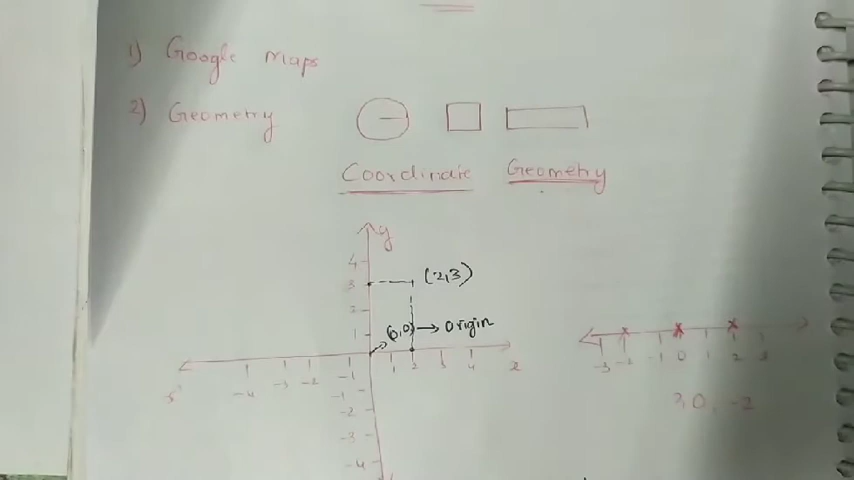 1) Google Maps
2) Geometry
Coordinate Geometry
y
4
3
(2,3)
2
1
(0,0) → Origin
-4 -3 -2 -1 1 2 3 4 x
-1
-2
-3
-4
-3 -2 -1 0 1 2 3
2, 0, -2